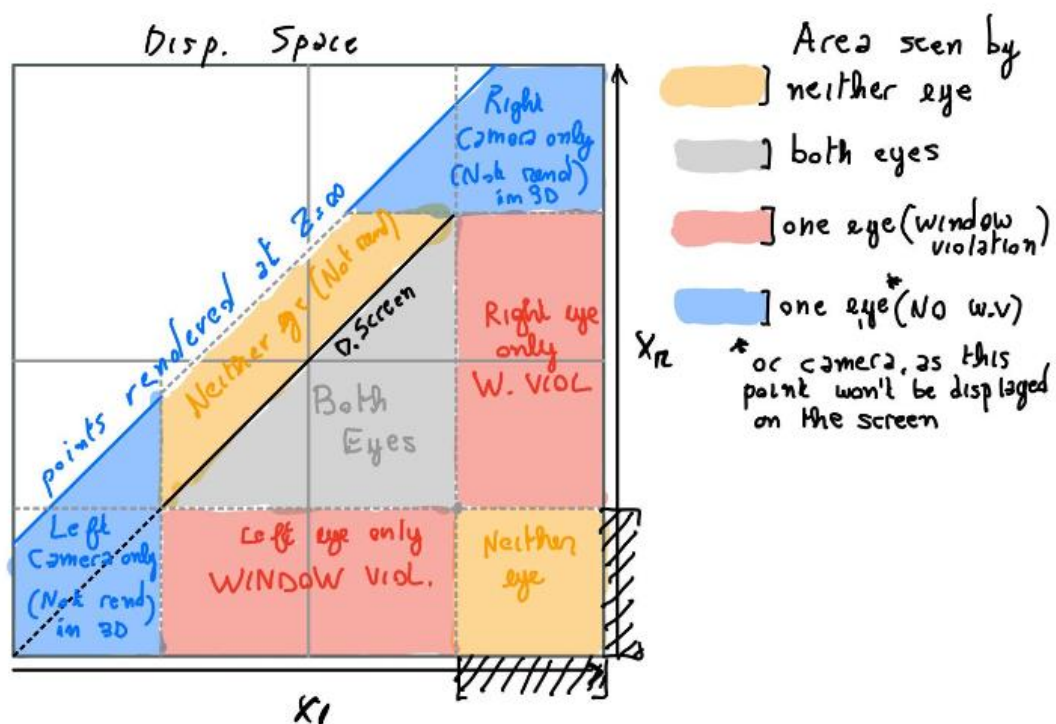 Disp. Space
points rendered at Z=∞
Right
Camera only
(Not rend)
in 3D
Neither eye (Not rend)
D. Screen
Both
Eyes
Right eye
only
W. VIOL
Left
Camera only
(Not rend)
in 3D
Left eye only
WINDOW VIOL.
Neither
eye
Xl
XR
Area seen by
neither eye
both eyes
one eye (window
violation)
one eye* (NO w.v)
* or camera, as this
point won't be displayed
on the screen